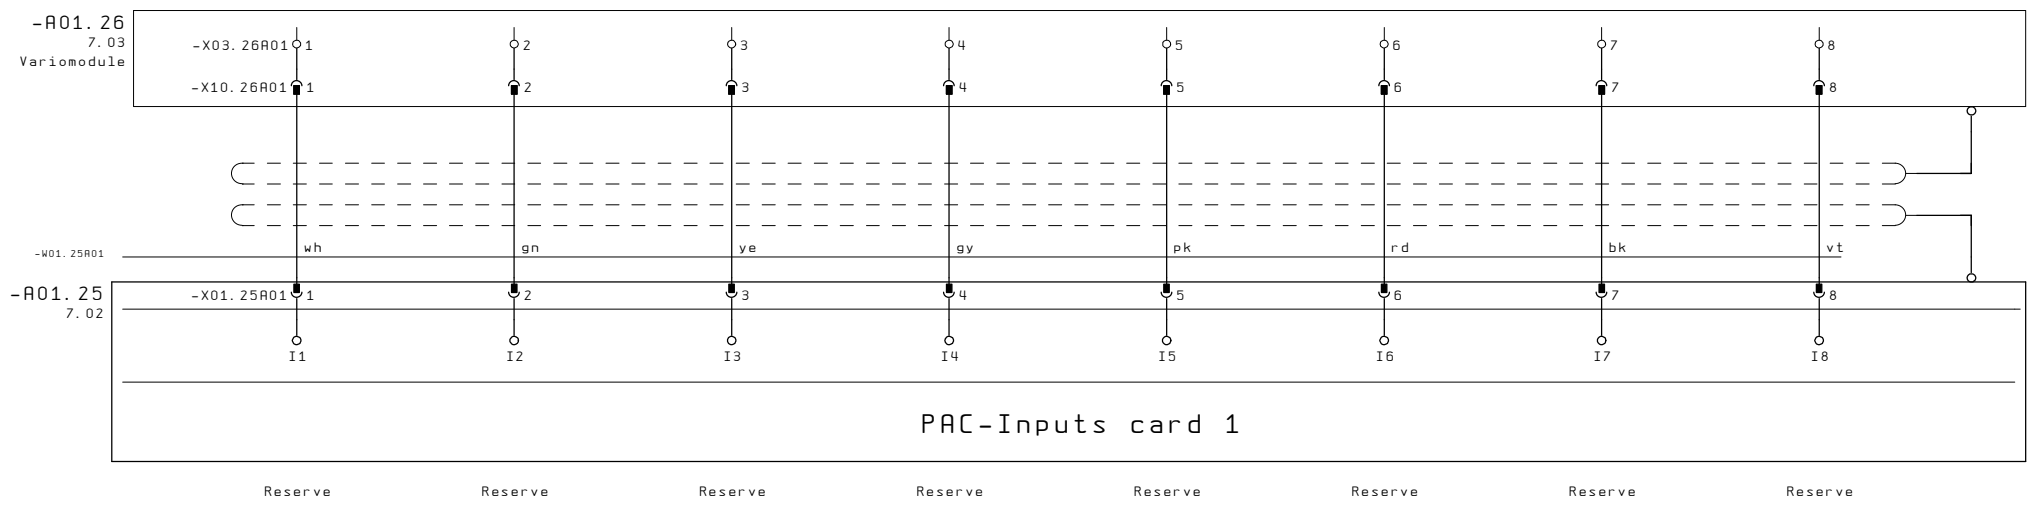 -A01.26
7.03
Variomodule
-X03.26A01 1 2 3 4 5 6 7 8
-X10.26A01 1 2 3 4 5 6 7 8
wh gn ye gy pk rd bk vt
-W01.25A01
-A01.25
7.02
-X01.25A01 1 2 3 4 5 6 7 8
I1 I2 I3 I4 I5 I6 I7 I8
PAC-Inputs card 1
Reserve Reserve Reserve Reserve Reserve Reserve Reserve Reserve